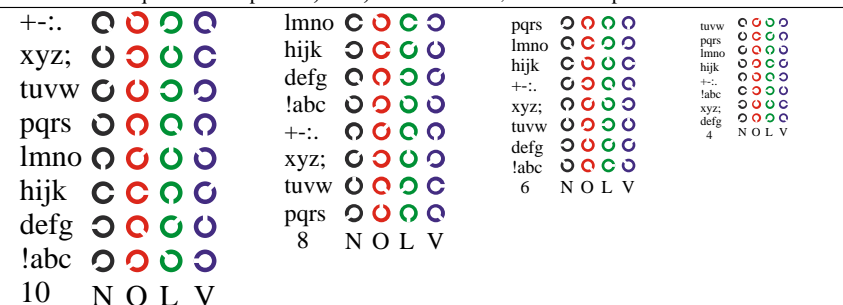 +-:.
xyz;
tuvw
pqrs
lmno
hijk
defg
!abc
10 N O L V
lmno
hijk
defg
!abc
+-:.
xyz;
tuvw
pqrs
8 N O L V
pqrs
lmno
hijk
+-:.
xyz;
tuvw
defg
!abc
6 N O L V
tuvw
pqrs
lmno
hijk
+-:.
!abc
xyz;
defg
4 N O L V